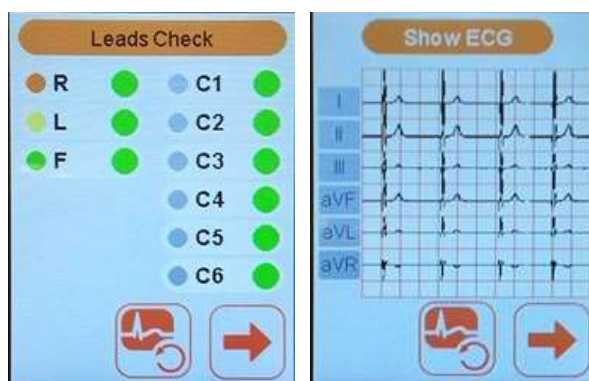 Leads Check
R C1
L C2
F C3
C4
C5
C6
Show ECG
I
II
III
aVF
aVL
aVR